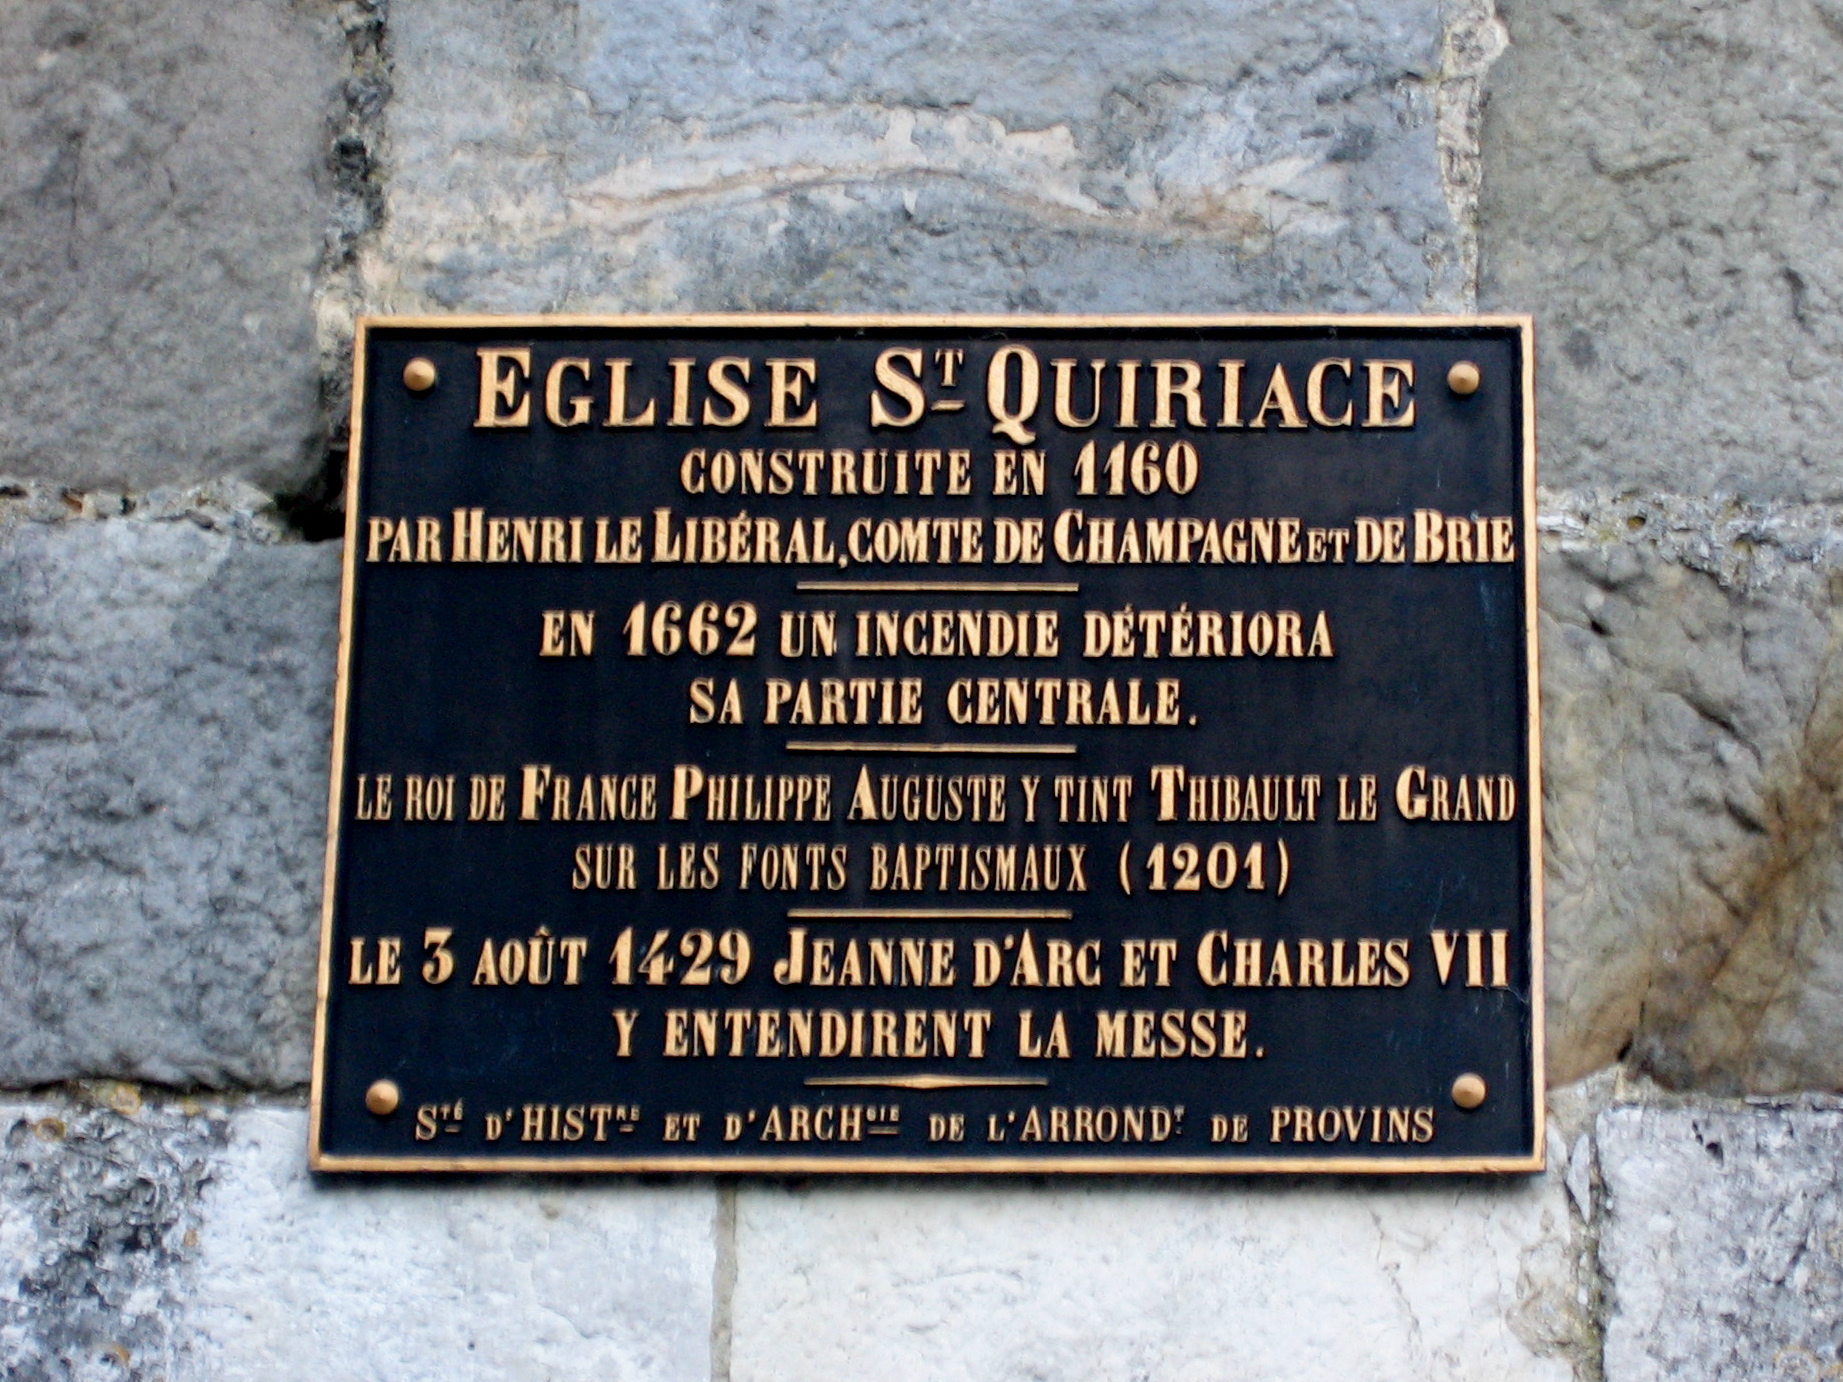 EGLISE ST QUIRIACE
CONSTRUITE EN 1160
PAR HENRI LE LIBÉRAL, COMTE DE CHAMPAGNE ET DE BRIE
EN 1662 UN INCENDIE DÉTÉRIORA
SA PARTIE CENTRALE.
LE ROI DE FRANCE PHILIPPE AUGUSTE Y TINT THIBAULT LE GRAND
SUR LES FONTS BAPTISMAUX (1201)
LE 3 AOÛT 1429 JEANNE D'ARC ET CHARLES VII
Y ENTENDIRENT LA MESSE.
STÉ D'HISTRE ET D'ARCHGIE DE L'ARRONDT DE PROVINS